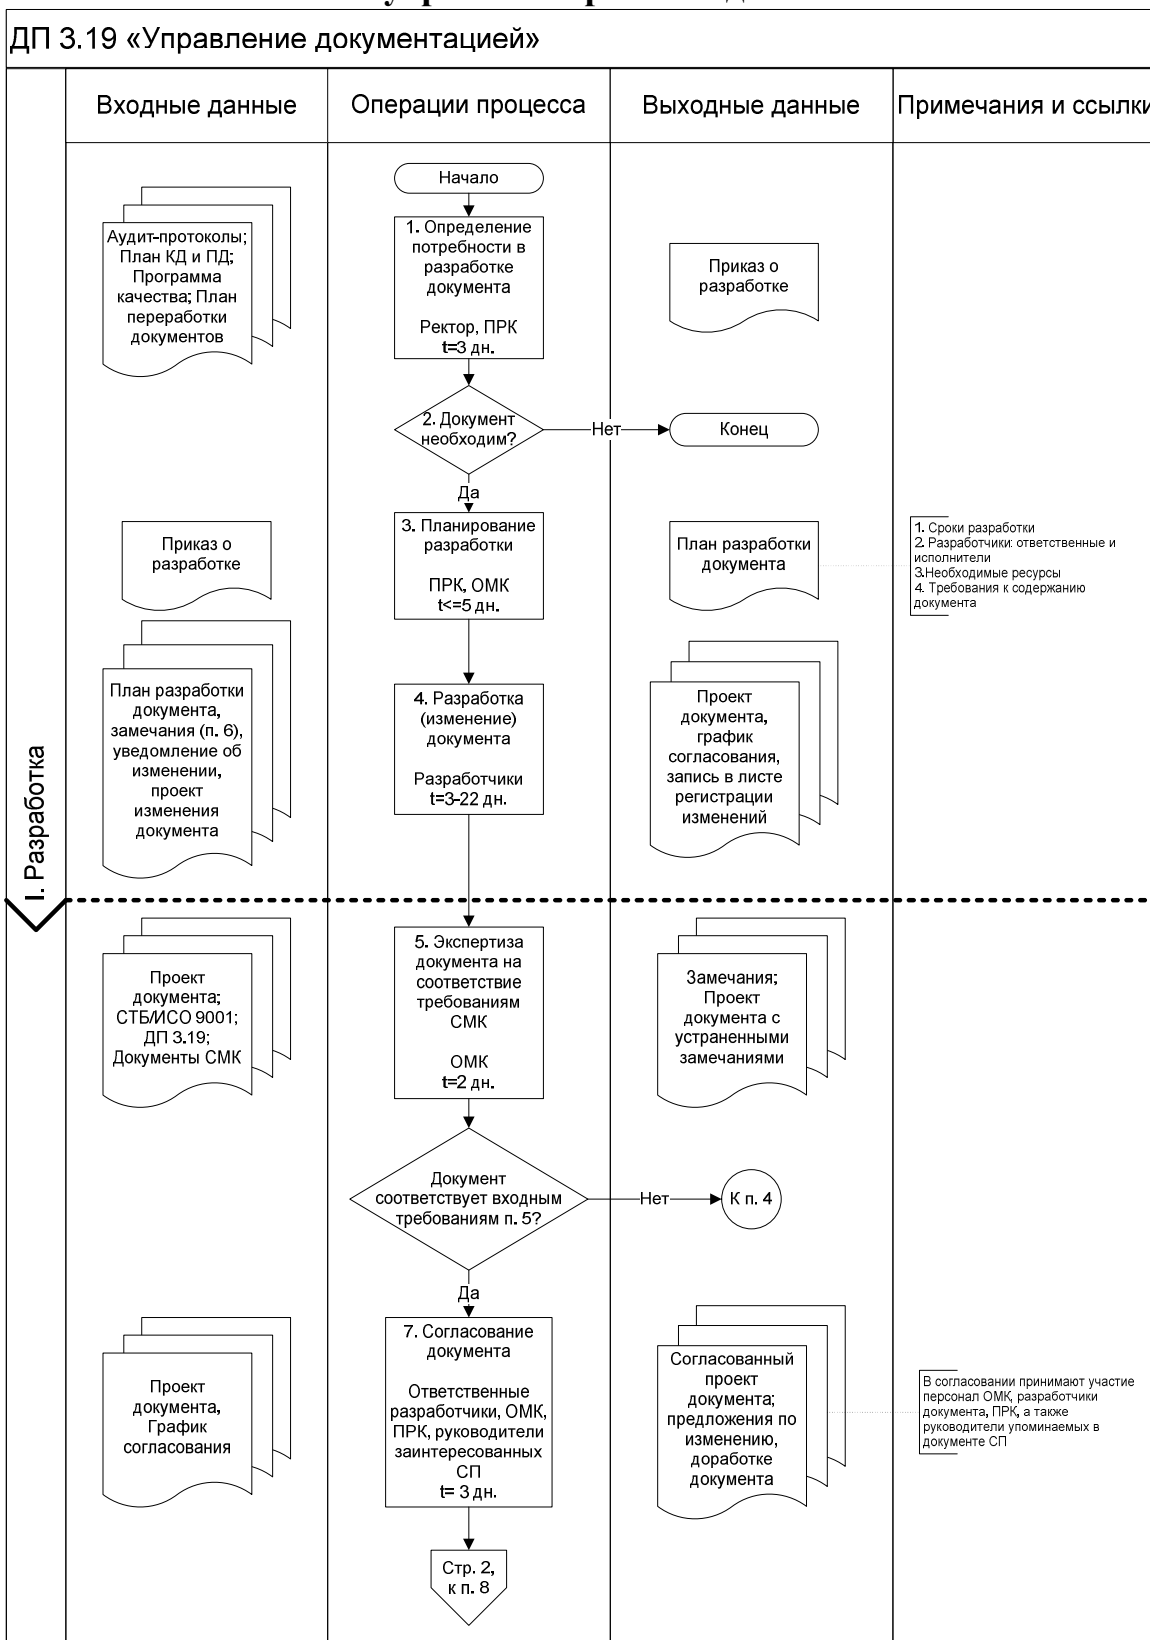 ДП 3.19 «Управление документацией»
Входные данные
Операции процесса
Выходные данные
Примечания и ссылки
Начало
Аудит-протоколы;
План КД и ПД;
Программа
качества; План
переработки
документов
1. Определение
потребности в
разработке
документа
Ректор, ПРК
t=3 дн.
Приказ о
разработке
2. Документ
необходим?
Нет
Конец
Да
Приказ о
разработке
3. Планирование
разработки
ПРК, ОМК
t<=5 дн.
План разработки
документа
1. Сроки разработки
2. Разработчики: ответственные и
исполнители
3.Необходимые ресурсы
4. Требования к содержанию
документа
План разработки
документа,
замечания (п. 6),
уведомление об
изменении,
проект
изменения
документа
4. Разработка
(изменение)
документа
Разработчики
t=3-22 дн.
Проект
документа,
график
согласования,
запись в листе
регистрации
изменений
I. Разработка
Проект
документа;
СТБ/ИСО 9001;
ДП 3.19;
Документы СМК
5. Экспертиза
документа на
соответствие
требованиям
СМК
ОМК
t=2 дн.
Замечания;
Проект
документа с
устраненными
замечаниями
Документ
соответствует входным
требованиям п. 5?
Нет
К п. 4
Да
Проект
документа,
График
согласования
7. Согласование
документа
Ответственные
разработчики, ОМК,
ПРК, руководители
заинтересованных
СП
t= 3 дн.
Согласованный
проект
документа;
предложения по
изменению,
доработке
документа
В согласовании принимают участие
персонал ОМК, разработчики
документа, ПРК, а также
руководители упоминаемых в
документе СП
Стр. 2,
к п. 8